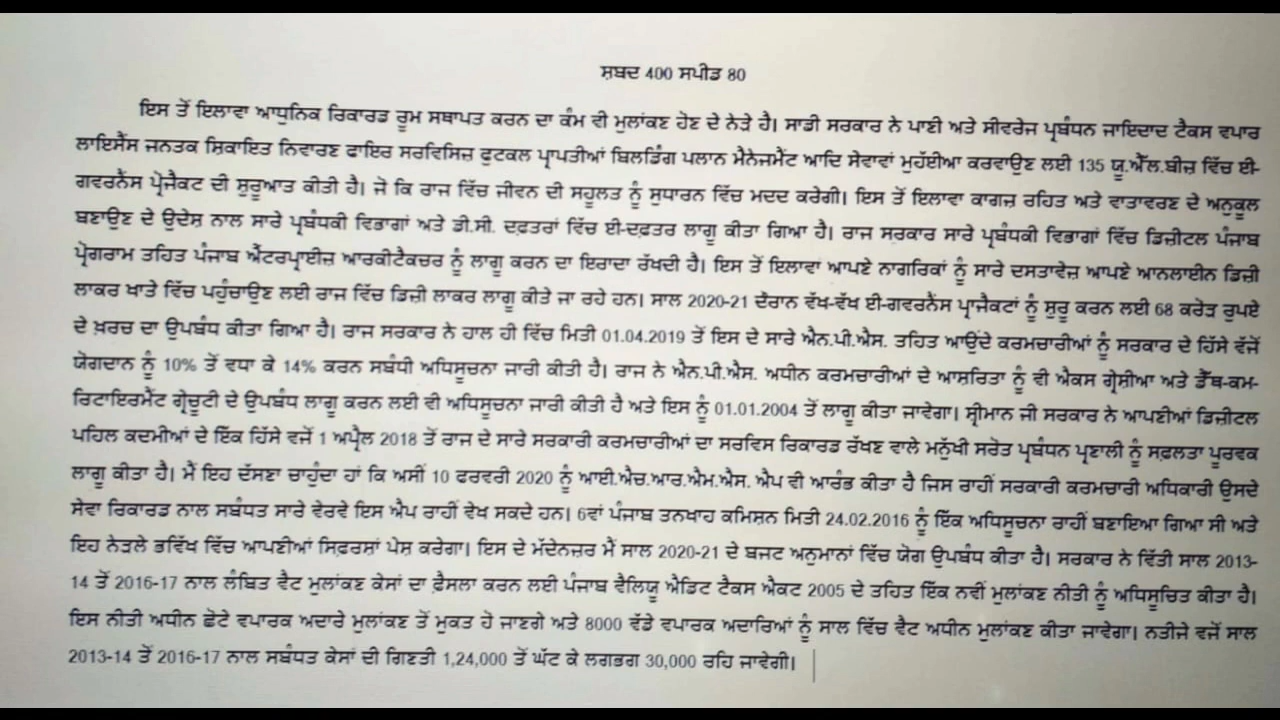 ਸ਼ਬਦ 400 ਸਪੀਡ 80
ਇਸ ਤੋਂ ਇਲਾਵਾ ਆਧੁਨਿਕ ਰਿਕਾਰਡ ਰੂਮ ਸਥਾਪਤ ਕਰਨ ਦਾ ਕੰਮ ਵੀ ਮੁਲਾਂਕਣ ਹੋਣ ਦੇ ਨੇੜੇ ਹੈ। ਸਾਡੀ ਸਰਕਾਰ ਨੇ ਪਾਣੀ ਅਤੇ ਸੀਵਰੇਜ ਪ੍ਰਬੰਧਨ ਜਾਇਦਾਦ ਟੈਕਸ ਵਪਾਰ
ਲਾਇਸੈਂਸ ਜਨਤਕ ਸ਼ਿਕਾਇਤ ਨਿਵਾਰਣ ਫਾਇਰ ਸਰਵਿਸਿਜ਼ ਫੁਟਕਲ ਪ੍ਰਾਪਤੀਆਂ ਬਿਲਡਿੰਗ ਪਲਾਨ ਮੈਨੇਜਮੈਂਟ ਆਦਿ ਸੇਵਾਵਾਂ ਮੁਹੱਈਆ ਕਰਵਾਉਣ ਲਈ 135 ਯੂ.ਐੱਲ.ਬੀਜ਼ ਵਿੱਚ ਈ-
ਗਵਰਨੈਂਸ ਪ੍ਰੋਜੈਕਟ ਦੀ ਸ਼ੁਰੂਆਤ ਕੀਤੀ ਹੈ। ਜੋ ਕਿ ਰਾਜ ਵਿੱਚ ਜੀਵਨ ਦੀ ਸਹੂਲਤ ਨੂੰ ਸੁਧਾਰਨ ਵਿੱਚ ਮਦਦ ਕਰੇਗੀ। ਇਸ ਤੋਂ ਇਲਾਵਾ ਕਾਗਜ਼ ਰਹਿਤ ਅਤੇ ਵਾਤਾਵਰਣ ਦੇ ਅਨੁਕੂਲ
ਬਣਾਉਣ ਦੇ ਉਦੇਸ਼ ਨਾਲ ਸਾਰੇ ਪ੍ਰਬੰਧਕੀ ਵਿਭਾਗਾਂ ਅਤੇ ਡੀ.ਸੀ. ਦਫ਼ਤਰਾਂ ਵਿੱਚ ਈ-ਦਫ਼ਤਰ ਲਾਗੂ ਕੀਤਾ ਗਿਆ ਹੈ। ਰਾਜ ਸਰਕਾਰ ਸਾਰੇ ਪ੍ਰਬੰਧਕੀ ਵਿਭਾਗਾਂ ਵਿੱਚ ਡਿਜ਼ੀਟਲ ਪੰਜਾਬ
ਪ੍ਰੋਗਰਾਮ ਤਹਿਤ ਪੰਜਾਬ ਐਂਟਰਪ੍ਰਾਈਜ਼ ਆਰਕੀਟੈਕਚਰ ਨੂੰ ਲਾਗੂ ਕਰਨ ਦਾ ਇਰਾਦਾ ਰੱਖਦੀ ਹੈ। ਇਸ ਤੋਂ ਇਲਾਵਾਂ ਆਪਣੇ ਨਾਗਰਿਕਾਂ ਨੂੰ ਸਾਰੇ ਦਸਤਾਵੇਜ਼ ਆਪਣੇ ਆਨਲਾਈਨ ਡਿਜ਼ੀ
ਲਾਕਰ ਖਾਤੇ ਵਿੱਚ ਪਹੁੰਚਾਉਣ ਲਈ ਰਾਜ ਵਿੱਚ ਡਿਜ਼ੀ ਲਾਕਰ ਲਾਗੂ ਕੀਤੇ ਜਾ ਰਹੇ ਹਨ। ਸਾਲ 2020-21 ਦੌਰਾਨ ਵੱਖ-ਵੱਖ ਈ-ਗਵਰਨੈਂਸ ਪ੍ਰਾਜੈਕਟਾਂ ਨੂੰ ਸ਼ੁਰੂ ਕਰਨ ਲਈ 68 ਕਰੋੜ ਰੁਪਏ
ਦੇ ਖ਼ਰਚ ਦਾ ਉਪਬੰਧ ਕੀਤਾ ਗਿਆ ਹੈ। ਰਾਜ ਸਰਕਾਰ ਨੇ ਹਾਲ ਹੀ ਵਿੱਚ ਮਿਤੀ 01.04.2019 ਤੋਂ ਇਸ ਦੇ ਸਾਰੇ ਐਨ.ਪੀ.ਐਸ. ਤਹਿਤ ਆਉਂਦੇ ਕਰਮਚਾਰੀਆਂ ਨੂੰ ਸਰਕਾਰ ਦੇ ਹਿੱਸੇ ਵੱਜੋਂ
ਯੋਗਦਾਨ ਨੂੰ 10% ਤੋਂ ਵਧਾ ਕੇ 14% ਕਰਨ ਸਬੰਧੀ ਅਧਿਸੂਚਨਾ ਜਾਰੀ ਕੀਤੀ ਹੈ। ਰਾਜ ਨੇ ਐਨ.ਪੀ.ਐਸ. ਅਧੀਨ ਕਰਮਚਾਰੀਆਂ ਦੇ ਆਸ਼ਰਿਤਾ ਨੂੰ ਵੀ ਐਕਸ ਗ੍ਰੇਸ਼ੀਆ ਅਤੇ ਡੈੱਥ-ਕਮ-
ਰਿਟਾਇਰਮੈਂਟ ਗ੍ਰੇਚੂਟੀ ਦੇ ਉਪਬੰਧ ਲਾਗੂ ਕਰਨ ਲਈ ਵੀ ਅਧਿਸੂਚਨਾ ਜਾਰੀ ਕੀਤੀ ਹੈ ਅਤੇ ਇਸ ਨੂੰ 01.01.2004 ਤੋਂ ਲਾਗੂ ਕੀਤਾ ਜਾਵੇਗਾ। ਸ਼੍ਰੀਮਾਨ ਜੀ ਸਰਕਾਰ ਨੇ ਆਪਣੀਆਂ ਡਿਜ਼ੀਟਲ
ਪਹਿਲ ਕਦਮੀਆਂ ਦੇ ਇੱਕ ਹਿੱਸੇ ਵਜੋਂ 1 ਅਪ੍ਰੈਲ 2018 ਤੋਂ ਰਾਜ ਦੇ ਸਾਰੇ ਸਰਕਾਰੀ ਕਰਮਚਾਰੀਆਂ ਦਾ ਸਰਵਿਸ ਰਿਕਾਰਡ ਰੱਖਣ ਵਾਲੇ ਮਨੁੱਖੀ ਸਰੋਤ ਪ੍ਰਬੰਧਨ ਪ੍ਰਣਾਲੀ ਨੂੰ ਸਫ਼ਲਤਾ ਪੂਰਵਕ
ਲਾਗੂ ਕੀਤਾ ਹੈ। ਮੈਂ ਇਹ ਦੱਸਣਾ ਚਾਹੁੰਦਾ ਹਾਂ ਕਿ ਅਸੀਂ 10 ਫਰਵਰੀ 2020 ਨੂੰ ਆਈ.ਐਚ.ਆਰ.ਐਮ.ਐਸ. ਐਪ ਵੀ ਆਰੰਭ ਕੀਤਾ ਹੈ ਜਿਸ ਰਾਹੀਂ ਸਰਕਾਰੀ ਕਰਮਚਾਰੀ ਅਧਿਕਾਰੀ ਉਸਦੇ
ਸੇਵਾ ਰਿਕਾਰਡ ਨਾਲ ਸਬੰਧਤ ਸਾਰੇ ਵੇਰਵੇ ਇਸ ਐਪ ਰਾਹੀਂ ਵੇਖ ਸਕਦੇ ਹਨ। 6ਵਾਂ ਪੰਜਾਬ ਤਨਖਾਹ ਕਮਿਸ਼ਨ ਮਿਤੀ 24.02.2016 ਨੂੰ ਇੱਕ ਅਧਿਸੂਚਨਾ ਰਾਹੀਂ ਬਣਾਇਆ ਗਿਆ ਸੀ ਅਤੇ
ਇਹ ਨੇੜਲੇ ਭਵਿੱਖ ਵਿੱਚ ਆਪਣੀਆਂ ਸਿਫ਼ਰਸ਼ਾਂ ਪੇਸ਼ ਕਰੇਗਾ। ਇਸ ਦੇ ਮੱਦੇਨਜ਼ਰ ਮੈਂ ਸਾਲ 2020-21 ਦੇ ਬਜਟ ਅਨੁਮਾਨਾਂ ਵਿੱਚ ਯੋਗ ਉਪਬੰਧ ਕੀਤਾ ਹੈ। ਸਰਕਾਰ ਨੇ ਵਿੱਤੀ ਸਾਲ 2013-
14 ਤੋਂ 2016-17 ਨਾਲ ਲੰਬਿਤ ਵੈਟ ਮੁਲਾਂਕਣ ਕੇਸਾਂ ਦਾ ਫ਼ੈਸਲਾ ਕਰਨ ਲਈ ਪੰਜਾਬ ਵੈਲਿਯੂ ਐਡਿਟ ਟੈਕਸ ਐਕਟ 2005 ਦੇ ਤਹਿਤ ਇੱਕ ਨਵੀਂ ਮੁਲਾਂਕਣ ਨੀਤੀ ਨੂੰ ਅਧਿਸੂਚਿਤ ਕੀਤਾ ਹੈ।
ਇਸ ਨੀਤੀ ਅਧੀਨ ਛੋਟੇ ਵਪਾਰਕ ਅਦਾਰੇ ਮੁਲਾਂਕਣ ਤੋਂ ਮੁਕਤ ਹੋ ਜਾਣਗੇ ਅਤੇ 8000 ਵੱਡੇ ਵਪਾਰਕ ਅਦਾਰਿਆਂ ਨੂੰ ਸਾਲ ਵਿੱਚ ਵੈਟ ਅਧੀਨ ਮੁਲਾਂਕਣ ਕੀਤਾ ਜਾਵੇਗਾ। ਨਤੀਜੇ ਵਜੋਂ ਸਾਲ
2013-14 ਤੋਂ 2016-17 ਨਾਲ ਸਬੰਧਤ ਕੇਸਾਂ ਦੀ ਗਿਣਤੀ 1,24,000 ਤੋਂ ਘੱਟ ਕੇ ਲਗਭਗ 30,000 ਰਹਿ ਜਾਵੇਗੀ।